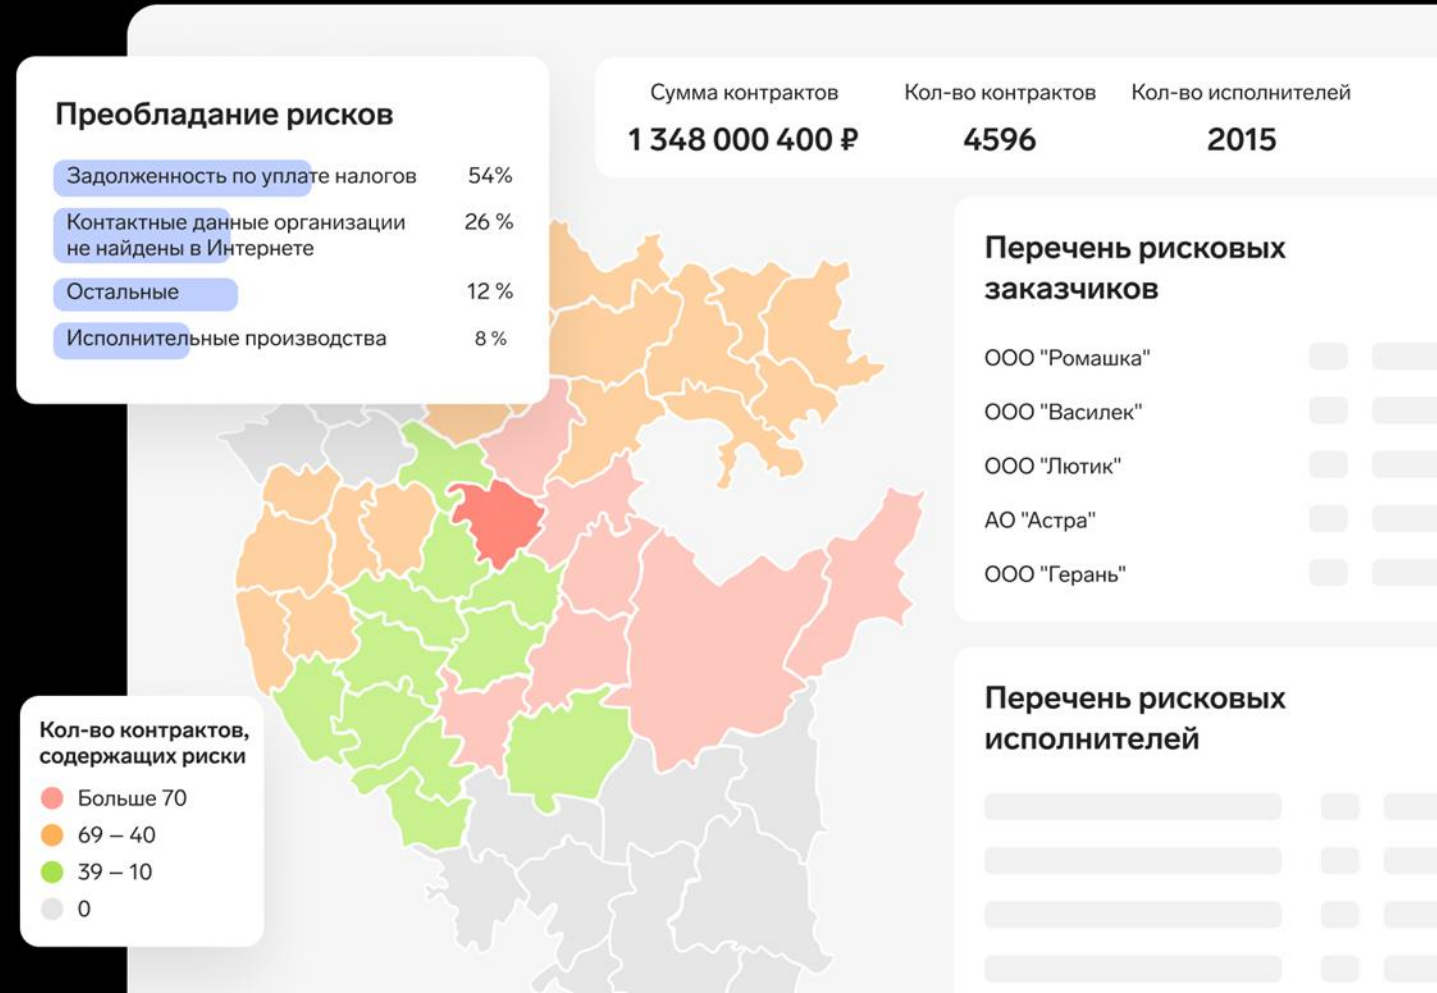 Преобладание рисков
Задолженность по уплате налогов 54%
Контактные данные организации 26 %
не найдены в Интернете
Остальные 12 %
Исполнительные производства 8 %
Сумма контрактов Кол-во контрактов Кол-во исполнителей
1 348 000 400 ₽ 4596 2015
Перечень рисковых
заказчиков
ООО "Ромашка"
ООО "Василек"
ООО "Лютик"
АО "Астра"
ООО "Герань"
Перечень рисковых
исполнителей
Кол-во контрактов,
содержащих риски
Больше 70
69 – 40
39 – 10
0